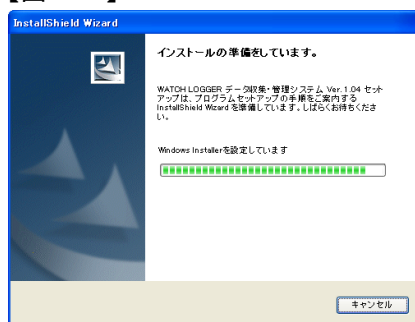 InstallShield Wizard
インストールの準備をしています。
WATCH LOGGER データ収集・管理システム Ver.1.04 セット
アップは、プログラムセットアップの手順をご案内する
InstallShield Wizard を準備しています。しばらくお待ちくださ
い。
Windows Installerを設定しています
キャンセル